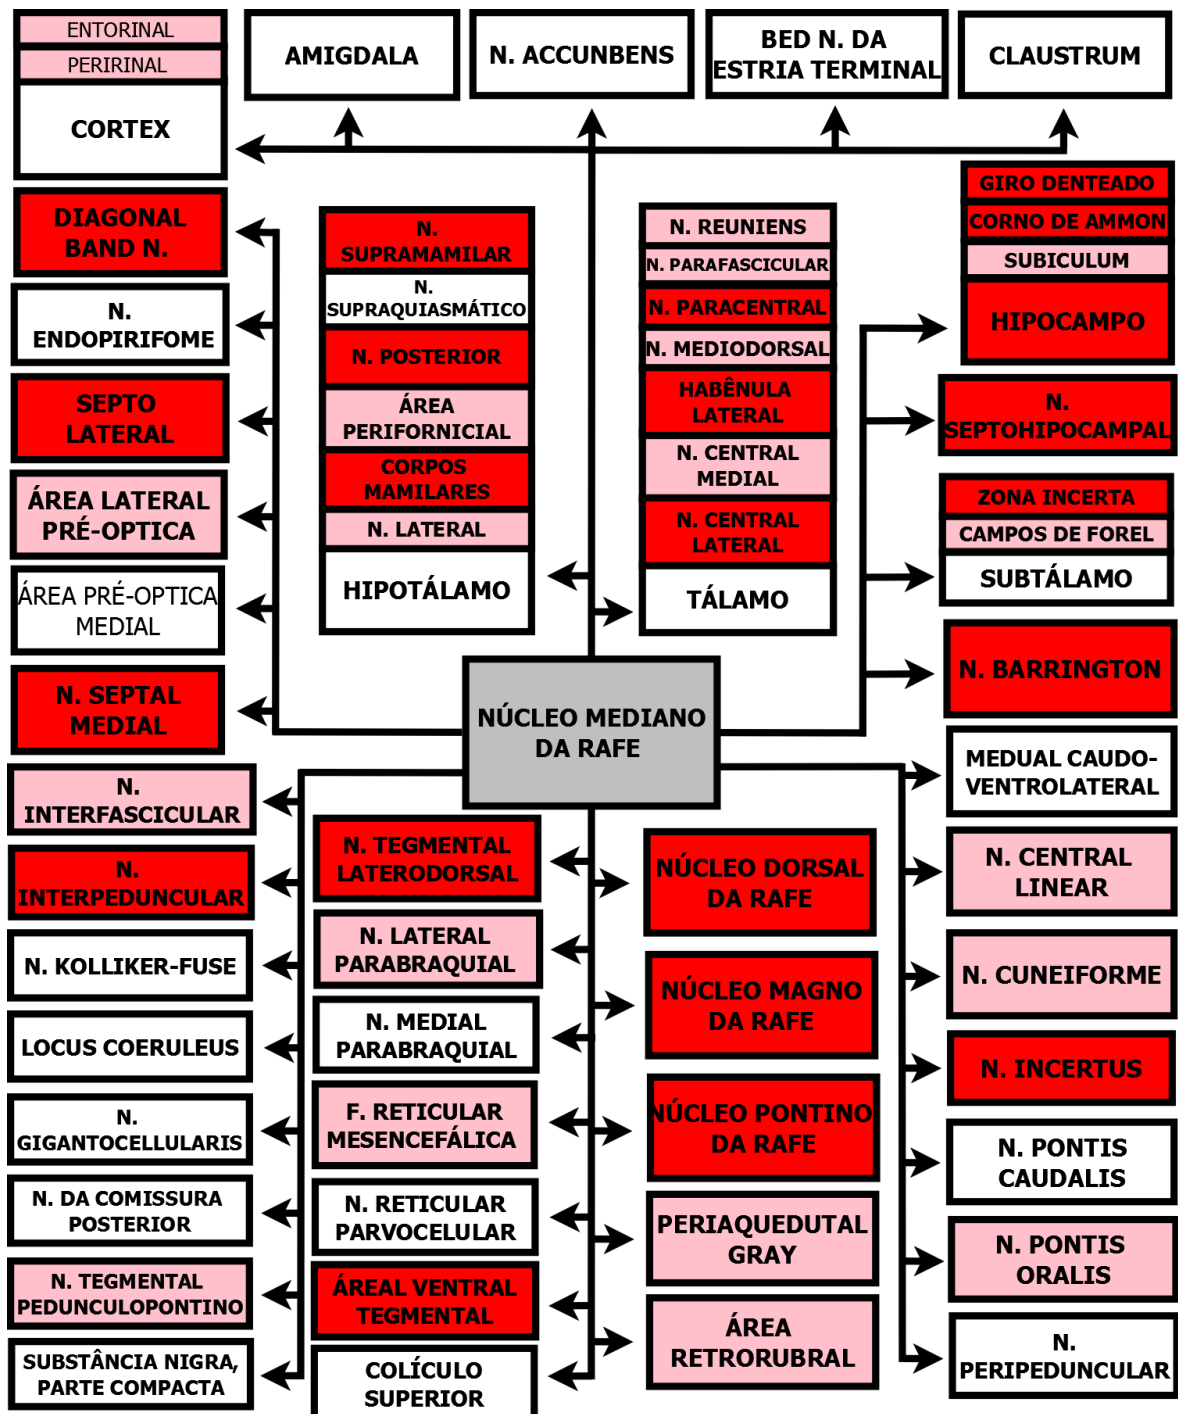 ENTORINAL
PERIRINAL
CORTEX
AMIGDALA
N. ACCUNBENS
BED N. DA
ESTRIA TERMINAL
CLAUSTRUM
DIAGONAL
BAND N.
N.
ENDOPIRIFOME
SEPTO
LATERAL
ÁREA LATERAL
PRÉ-OPTICA
ÁREA PRÉ-OPTICA
MEDIAL
N. SEPTAL
MEDIAL
N.
SUPRAMAMILAR
N.
SUPRAQUIASMÁTICO
N. POSTERIOR
ÁREA
PERIFORNICIAL
CORPOS
MAMILARES
N. LATERAL
HIPOTÁLAMO
N. REUNIENS
N. PARAFASCICULAR
N. PARACENTRAL
N. MEDIODORSAL
HABÊNULA
LATERAL
N. CENTRAL
MEDIAL
N. CENTRAL
LATERAL
TÁLAMO
GIRO DENTEADO
CORNO DE AMMON
SUBICULUM
HIPOCAMPO
N.
SEPTOHIPOCAMPAL
ZONA INCERTA
CAMPOS DE FOREL
SUBTÁLAMO
N. BARRINGTON
NÚCLEO MEDIANO
DA RAFE
N.
INTERFASCICULAR
N.
INTERPEDUNCULAR
N. KOLLIKER-FUSE
LOCUS COERULEUS
N.
GIGANTOCELLULARIS
N. DA COMISSURA
POSTERIOR
N. TEGMENTAL
PEDUNCULOPONTINO
SUBSTÂNCIA NIGRA,
PARTE COMPACTA
N. TEGMENTAL
LATERODORSAL
N. LATERAL
PARABRAQUIAL
N. MEDIAL
PARABRAQUIAL
F. RETICULAR
MESENCEFÁLICA
N. RETICULAR
PARVOCELULAR
ÁREAL VENTRAL
TEGMENTAL
COLÍCULO
SUPERIOR
NÚCLEO DORSAL
DA RAFE
NÚCLEO MAGNO
DA RAFE
NÚCLEO PONTINO
DA RAFE
PERIAQUEDUTAL
GRAY
ÁREA
RETRORUBRAL
MEDUAL CAUDO-
VENTROLATERAL
N. CENTRAL
LINEAR
N. CUNEIFORME
N. INCERTUS
N. PONTIS
CAUDALIS
N. PONTIS
ORALIS
N.
PERIPEDUNCULAR